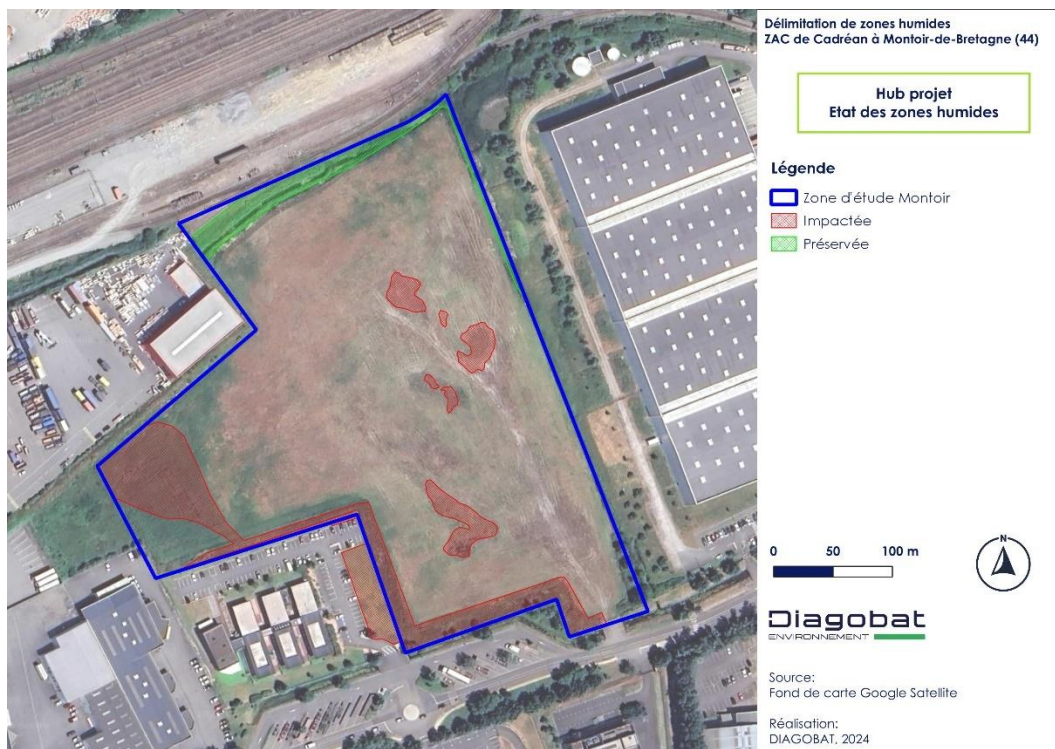 Délimitation de zones humides
ZAC de Cadréan à Montoir-de-Bretagne (44)
Hub projet
Etat des zones humides
Légende
Zone d'étude Montoir
Impactée
Préservée
0 50 100 m
N
Diagobat
ENVIRONNEMENT
Source:
Fond de carte Google Satellite
Réalisation:
DIAGOBAT, 2024